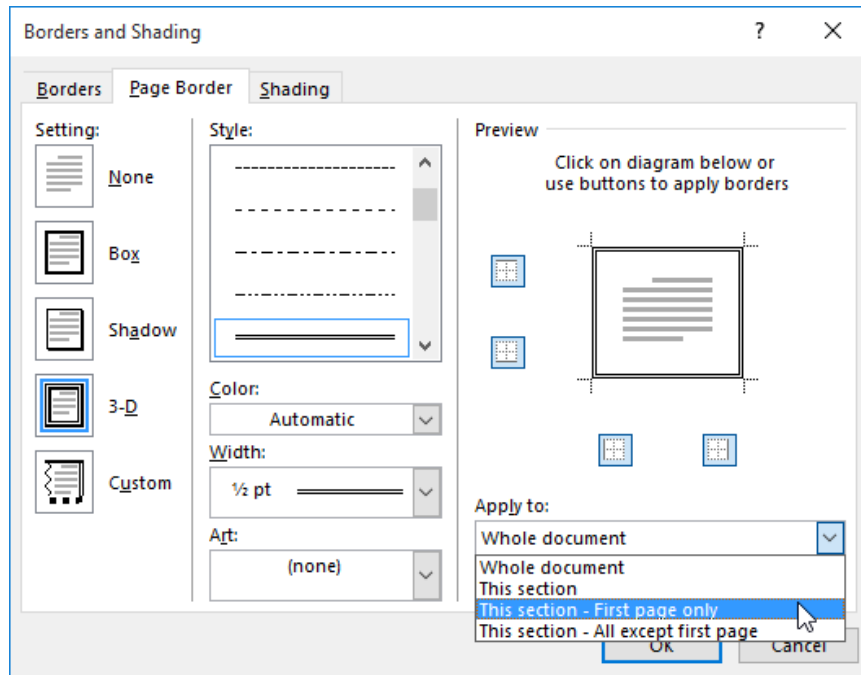 Borders and Shading
?
Borders Page Border Shading
Setting:
None
Box
Shadow
3-D
Custom
Style:
Color:
Automatic
Width:
½ pt
Art:
(none)
Preview
Click on diagram below or
use buttons to apply borders
Apply to:
Whole document
Whole document
This section
This section - First page only
This section - All except first page
OK Cancel